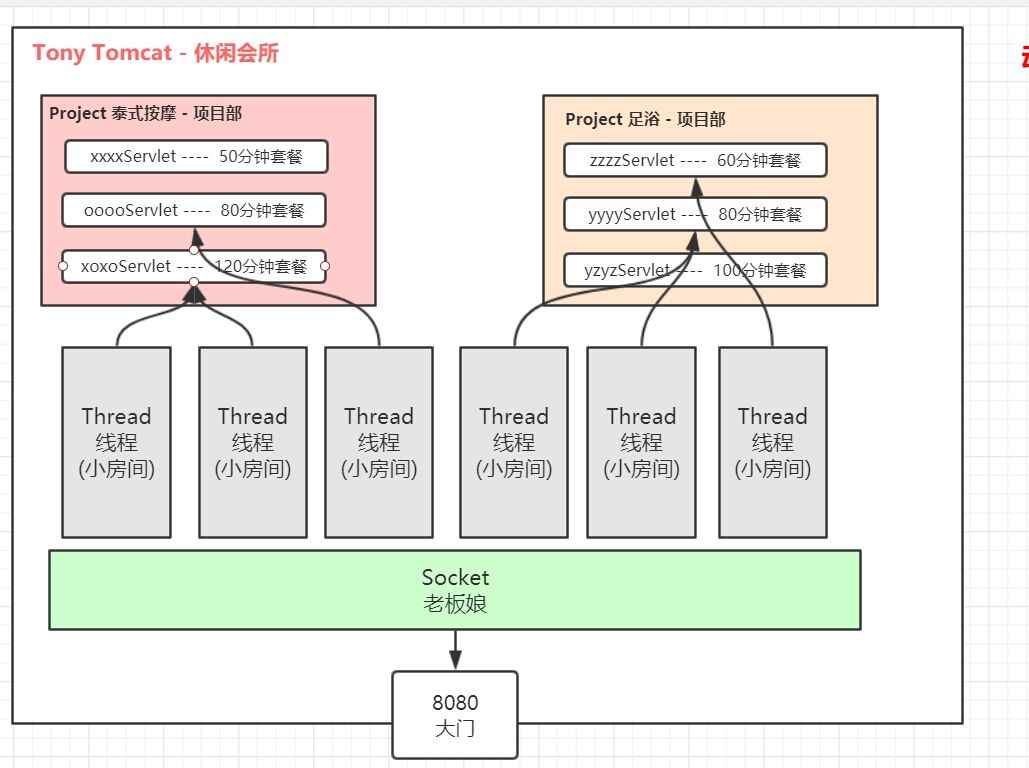 Tony Tomcat - 休闲会所
Project 泰式按摩 - 项目部
xxxxServlet ---- 50分钟套餐
ooooServlet ---- 80分钟套餐
xoxoServlet ---- 120分钟套餐
Project 足浴 - 项目部
zzzzServlet ---- 60分钟套餐
yyyyServlet ---- 80分钟套餐
yzyzServlet ---- 100分钟套餐
Thread
线程
(小房间)
Thread
线程
(小房间)
Thread
线程
(小房间)
Thread
线程
(小房间)
Thread
线程
(小房间)
Thread
线程
(小房间)
Socket
老板娘
8080
大门